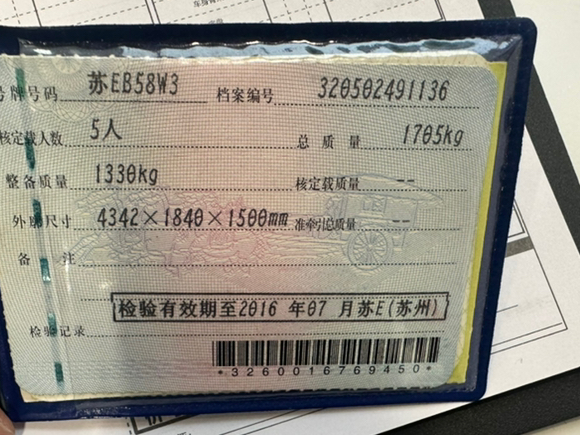 号牌号码 苏EB58W3 档案编号 320502491136
核定载人数 5人 总质量 1705kg
整备质量 1330kg 核定载质量 --
外廓尺寸 4342×1840×1500mm 准牵引总质量 --
备注
检验有效期至2016年07月苏E(苏州)
检验记录
*3260016769450*